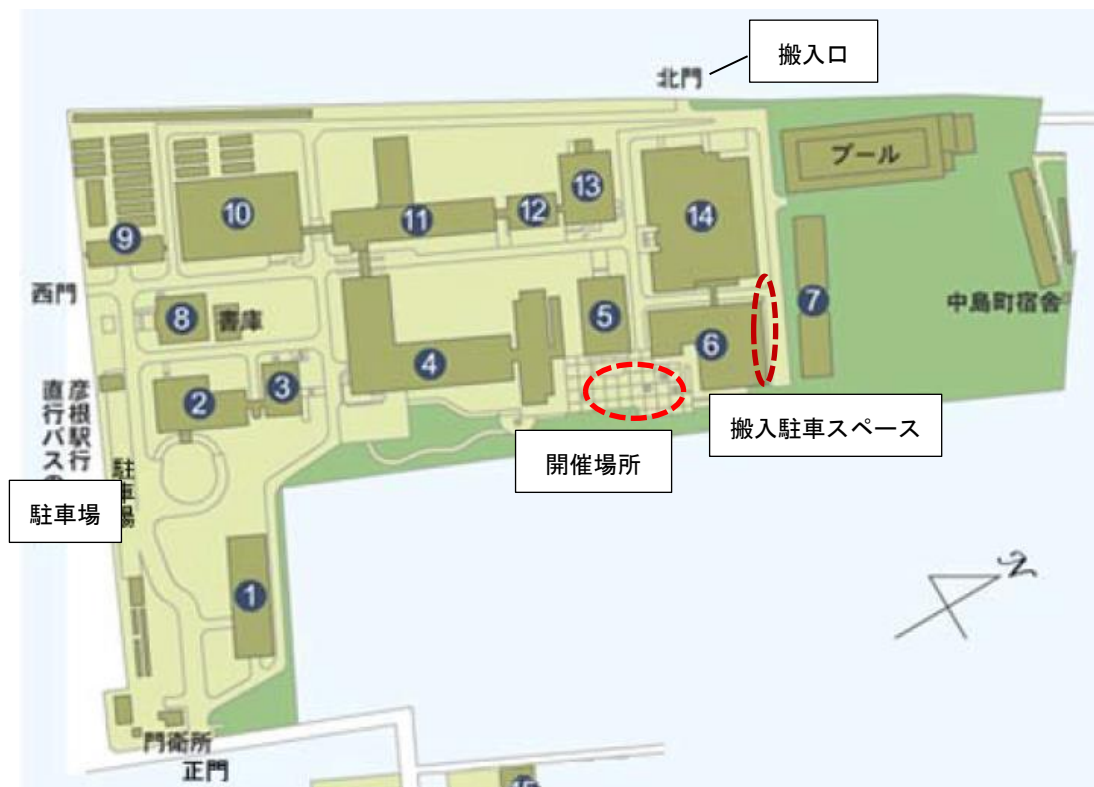 搬入口
北門
プール
13
14
10
11
12
9
西門
中島町宿舎
8
書庫
5
7
6
4
3
2
彦根駅行
直行バスの
搬入駐車スペース
開催場所
駐車場
駐車場
1
門衛所
正門
N